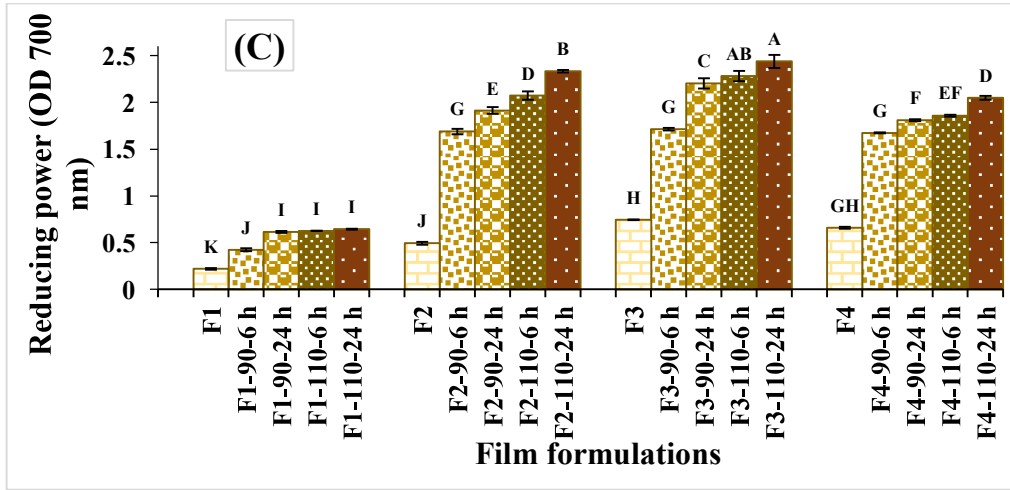 (C)
Reducing power (OD 700
nm)
2.5
2
1.5
1
0.5
0
K
J
I
I
I
J
G
E
D
B
H
G
C
AB
A
GH
G
F
EF
D
F1
F1-90-6 h
F1-90-24 h
F1-110-6 h
F1-110-24 h
F2
F2-90-6 h
F2-90-24 h
F2-110-6 h
F2-110-24 h
F3
F3-90-6 h
F3-90-24 h
F3-110-6 h
F3-110-24 h
F4
F4-90-6 h
F4-90-24 h
F4-110-6 h
F4-110-24 h
Film formulations